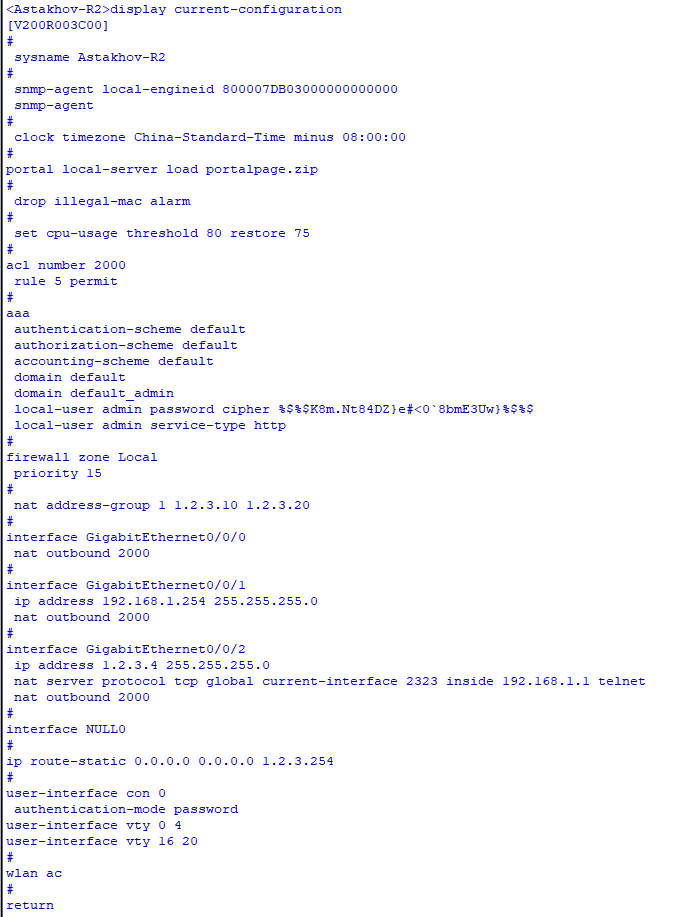 <Astakhov-R2>display current-configuration
[V200R003C00]
#
 sysname Astakhov-R2
#
 snmp-agent local-engineid 800007DB03000000000000
 snmp-agent
#
 clock timezone China-Standard-Time minus 08:00:00
#
portal local-server load portalpage.zip
#
 drop illegal-mac alarm
#
 set cpu-usage threshold 80 restore 75
#
acl number 2000
 rule 5 permit
#
aaa
 authentication-scheme default
 authorization-scheme default
 accounting-scheme default
 domain default
 domain default_admin
 local-user admin password cipher %$%$K8m.Nt84DZ}e#<0`8bmE3Uw}%$%$
 local-user admin service-type http
#
firewall zone Local
 priority 15
#
 nat address-group 1 1.2.3.10 1.2.3.20
#
interface GigabitEthernet0/0/0
 nat outbound 2000
#
interface GigabitEthernet0/0/1
 ip address 192.168.1.254 255.255.255.0
 nat outbound 2000
#
interface GigabitEthernet0/0/2
 ip address 1.2.3.4 255.255.255.0
 nat server protocol tcp global current-interface 2323 inside 192.168.1.1 telnet
 nat outbound 2000
#
interface NULL0
#
ip route-static 0.0.0.0 0.0.0.0 1.2.3.254
#
user-interface con 0
 authentication-mode password
user-interface vty 0 4
user-interface vty 16 20
#
wlan ac
#
return